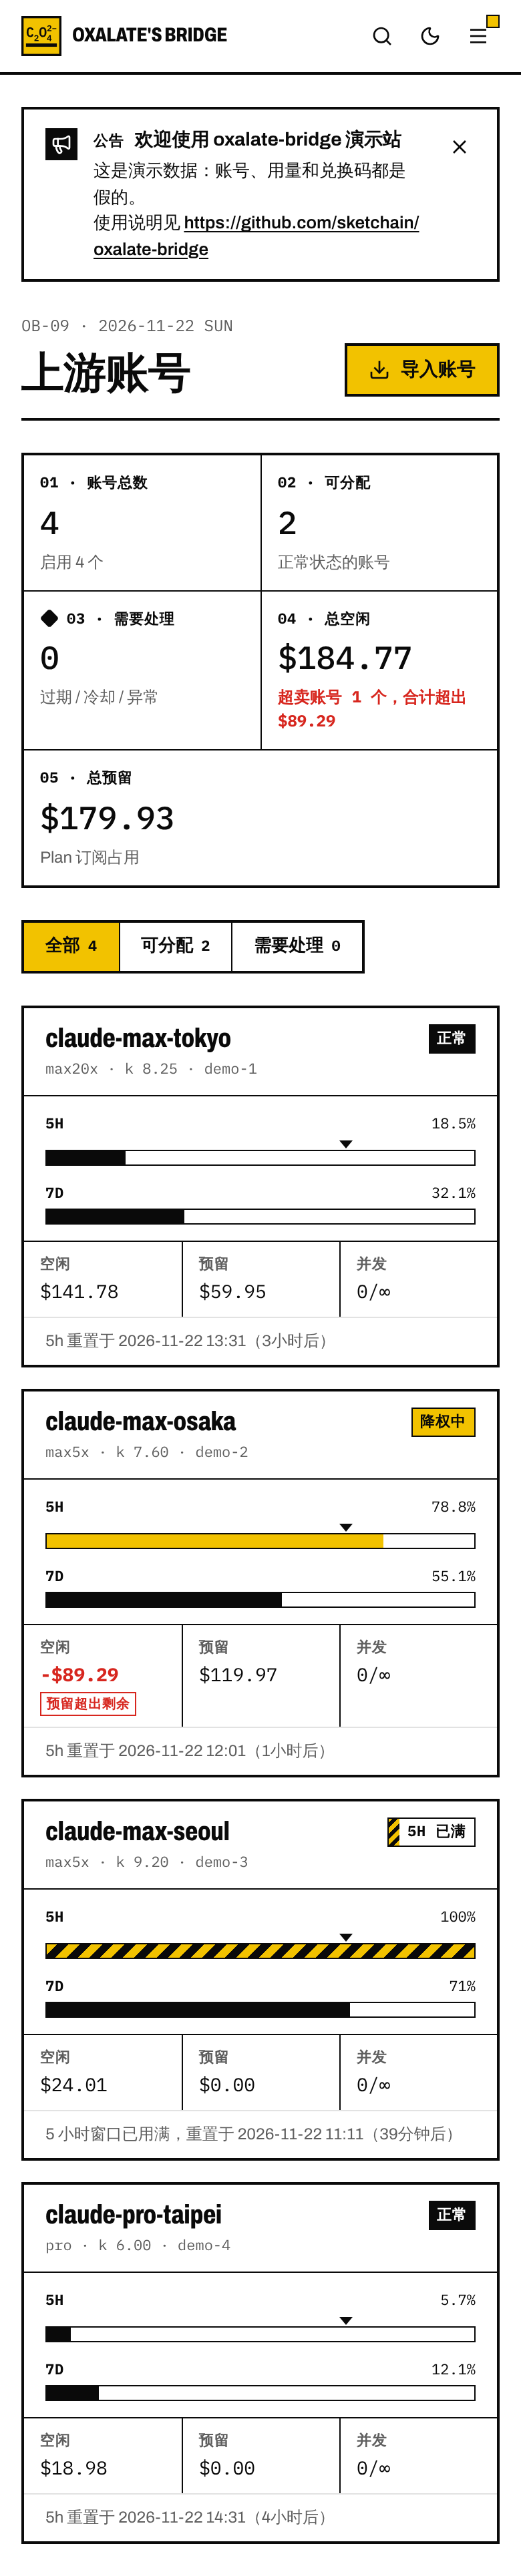 C₂O₄²⁻ OXALATE'S BRIDGE
公告 欢迎使用 oxalate-bridge 演示站
这是演示数据：账号、用量和兑换码都是
假的。
使用说明见 https://github.com/sketchain/
oxalate-bridge
OB-09 · 2026-11-22 SUN
上游账号
导入账号
01 · 账号总数
4
启用 4 个
02 · 可分配
2
正常状态的账号
03 · 需要处理
0
过期 / 冷却 / 异常
04 · 总空闲
$184.77
超卖账号 1 个，合计超出
$89.29
05 · 总预留
$179.93
Plan 订阅占用
全部 4 可分配 2 需要处理 0
claude-max-tokyo 正常
max20x · k 8.25 · demo-1
5H 18.5%
7D 32.1%
空闲 预留 并发
$141.78 $59.95 0/∞
5h 重置于 2026-11-22 13:31（3小时后）
claude-max-osaka 降权中
max5x · k 7.60 · demo-2
5H 78.8%
7D 55.1%
空闲 预留 并发
-$89.29 $119.97 0/∞
预留超出剩余
5h 重置于 2026-11-22 12:01（1小时后）
claude-max-seoul 5H 已满
max5x · k 9.20 · demo-3
5H 100%
7D 71%
空闲 预留 并发
$24.01 $0.00 0/∞
5 小时窗口已用满，重置于 2026-11-22 11:11（39分钟后）
claude-pro-taipei 正常
pro · k 6.00 · demo-4
5H 5.7%
7D 12.1%
空闲 预留 并发
$18.98 $0.00 0/∞
5h 重置于 2026-11-22 14:31（4小时后）